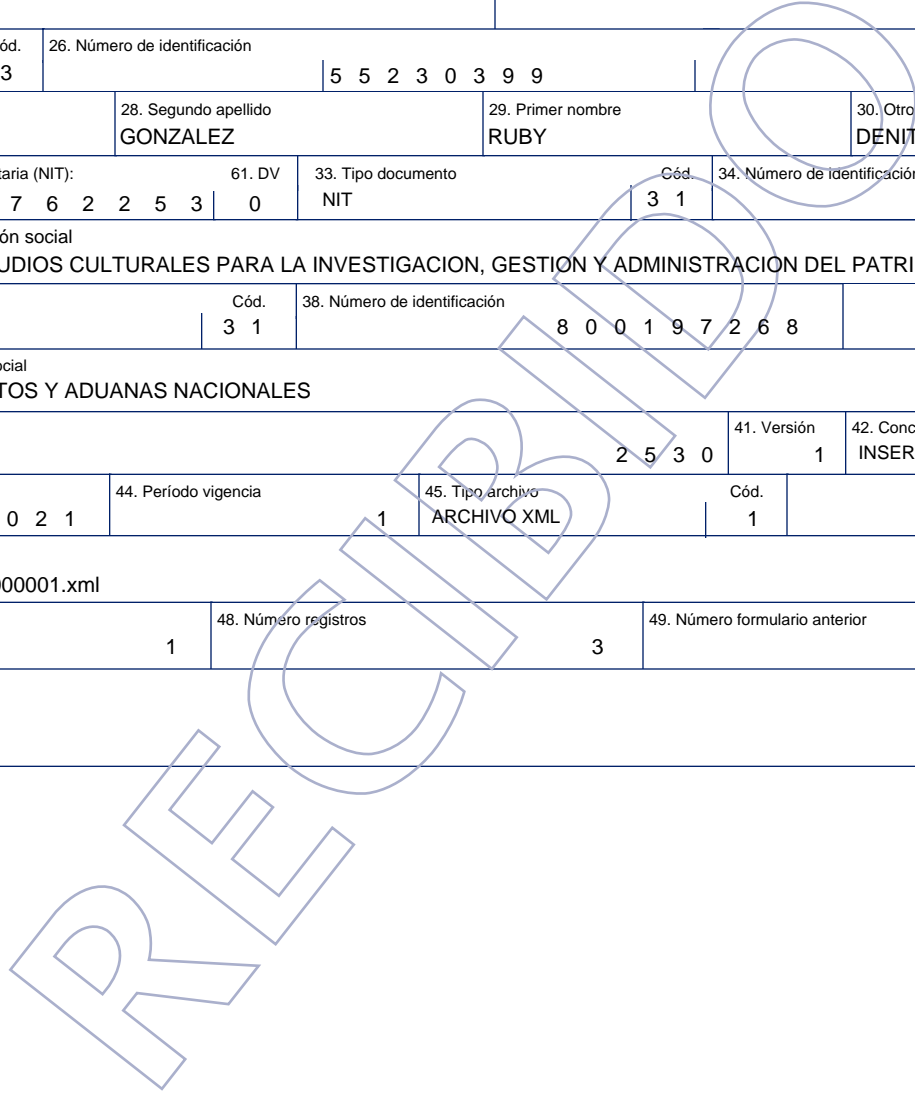 ód. 26. Número de identificación
3 5 5 2 3 0 3 9 9
28. Segundo apellido 29. Primer nombre 30. Otro
GONZALEZ RUBY DENIT
taria (NIT): 61. DV 33. Tipo documento Cód. 34. Número de identificación
7 6 2 2 5 3 0 NIT 3 1
ón social
UDIOS CULTURALES PARA LA INVESTIGACION, GESTION Y ADMINISTRACION DEL PATRI
Cód. 38. Número de identificación
3 1 8 0 0 1 9 7 2 6 8
ocial
TOS Y ADUANAS NACIONALES
41. Versión 42. Conc
2 5 3 0 1 INSER
44. Período vigencia 45. Tipo archivo Cód.
0 2 1 1 ARCHIVO XML 1
000001.xml
48. Número registros 49. Número formulario anterior
1 3
RECIBIDO